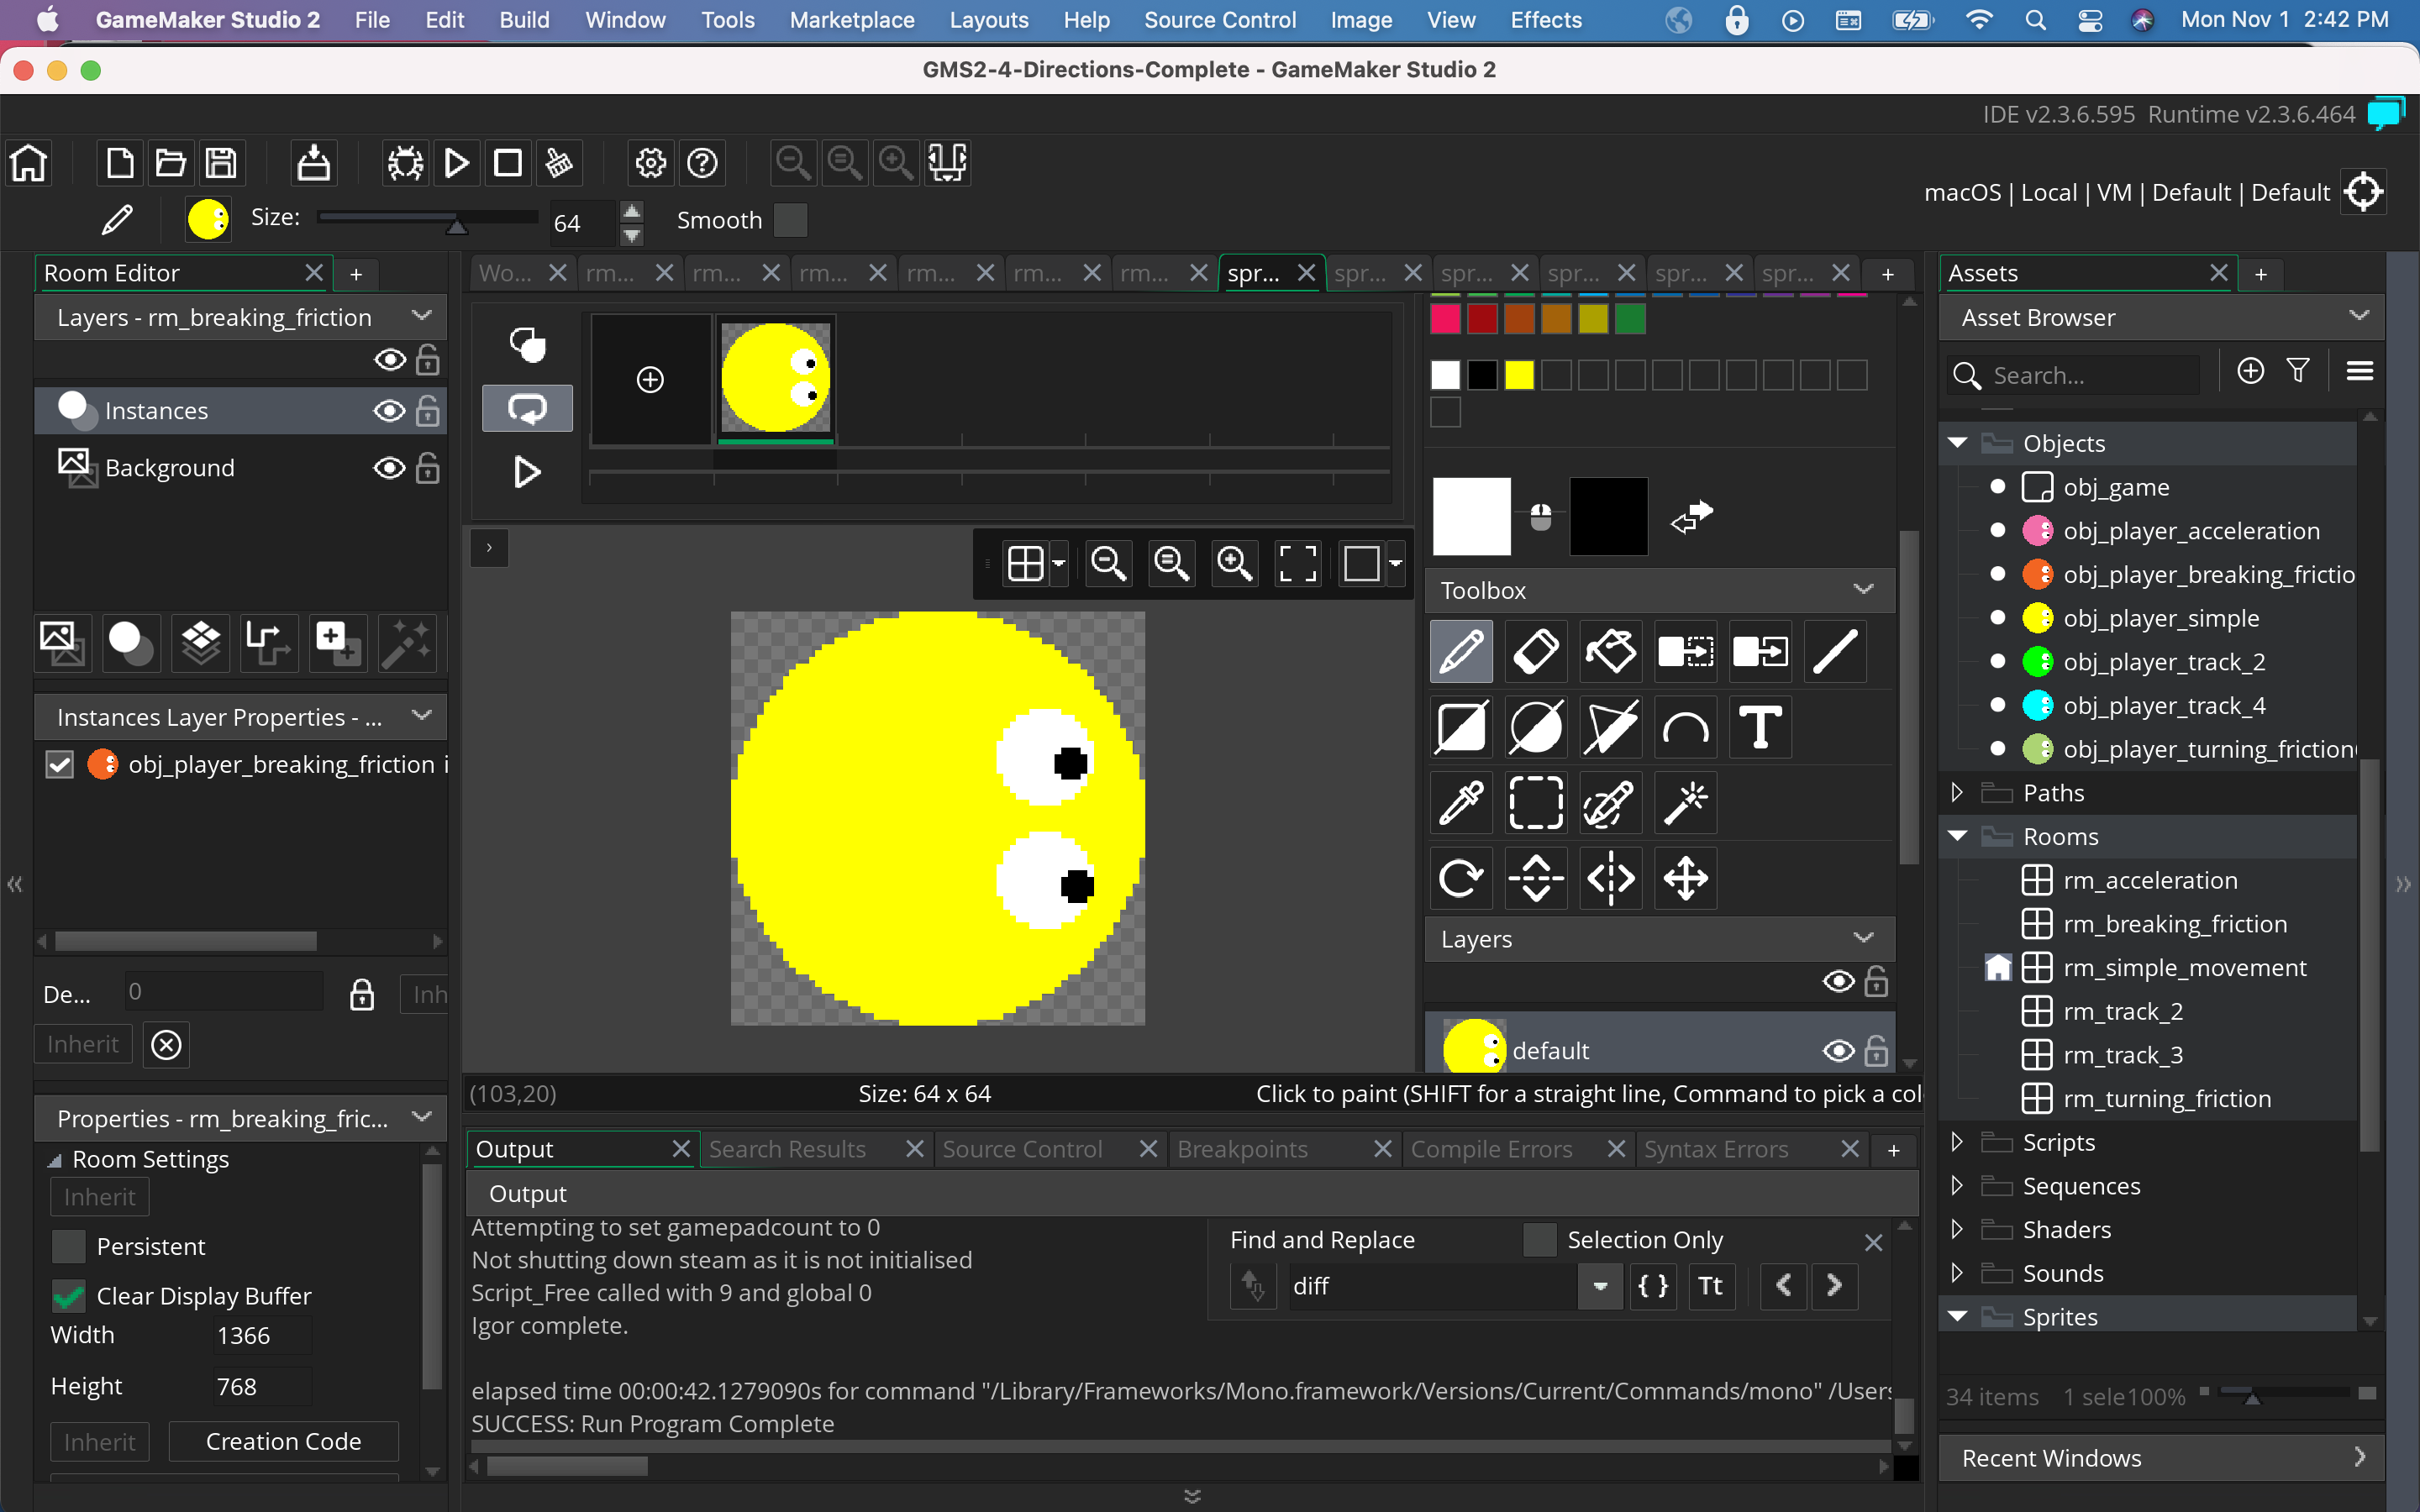 GameMaker Studio 2 File Edit Build Window Tools Marketplace Layouts Help Source Control Image View Effects Mon Nov 1 2:42 PM
GMS2-4-Directions-Complete - GameMaker Studio 2
IDE v2.3.6.595 Runtime v2.3.6.464
macOS | Local | VM | Default | Default
Size: 64 Smooth
Room Editor
Layers - rm_breaking_friction
Instances
Background
Instances Layer Properties - ...
obj_player_breaking_friction i
De... 0 Inh
Inherit
Properties - rm_breaking_fric...
Room Settings
Inherit
Persistent
Clear Display Buffer
Width 1366
Height 768
Inherit Creation Code
Wo... rm... rm... rm... rm... rm... rm... spr... spr... spr... spr... spr... spr...
Toolbox
T
Layers
default
(103,20) Size: 64 x 64 Click to paint (SHIFT for a straight line, Command to pick a col
Output Search Results Source Control Breakpoints Compile Errors Syntax Errors
Output
Attempting to set gamepadcount to 0
Not shutting down steam as it is not initialised
Script_Free called with 9 and global 0
Igor complete.
elapsed time 00:00:42.1279090s for command "/Library/Frameworks/Mono.framework/Versions/Current/Commands/mono" /Users
SUCCESS: Run Program Complete
Find and Replace Selection Only
diff { } Tt
Assets
Asset Browser
Search...
Objects
obj_game
obj_player_acceleration
obj_player_breaking_frictio
obj_player_simple
obj_player_track_2
obj_player_track_4
obj_player_turning_friction
Paths
Rooms
rm_acceleration
rm_breaking_friction
rm_simple_movement
rm_track_2
rm_track_3
rm_turning_friction
Scripts
Sequences
Shaders
Sounds
Sprites
34 items 1 sele100%
Recent Windows